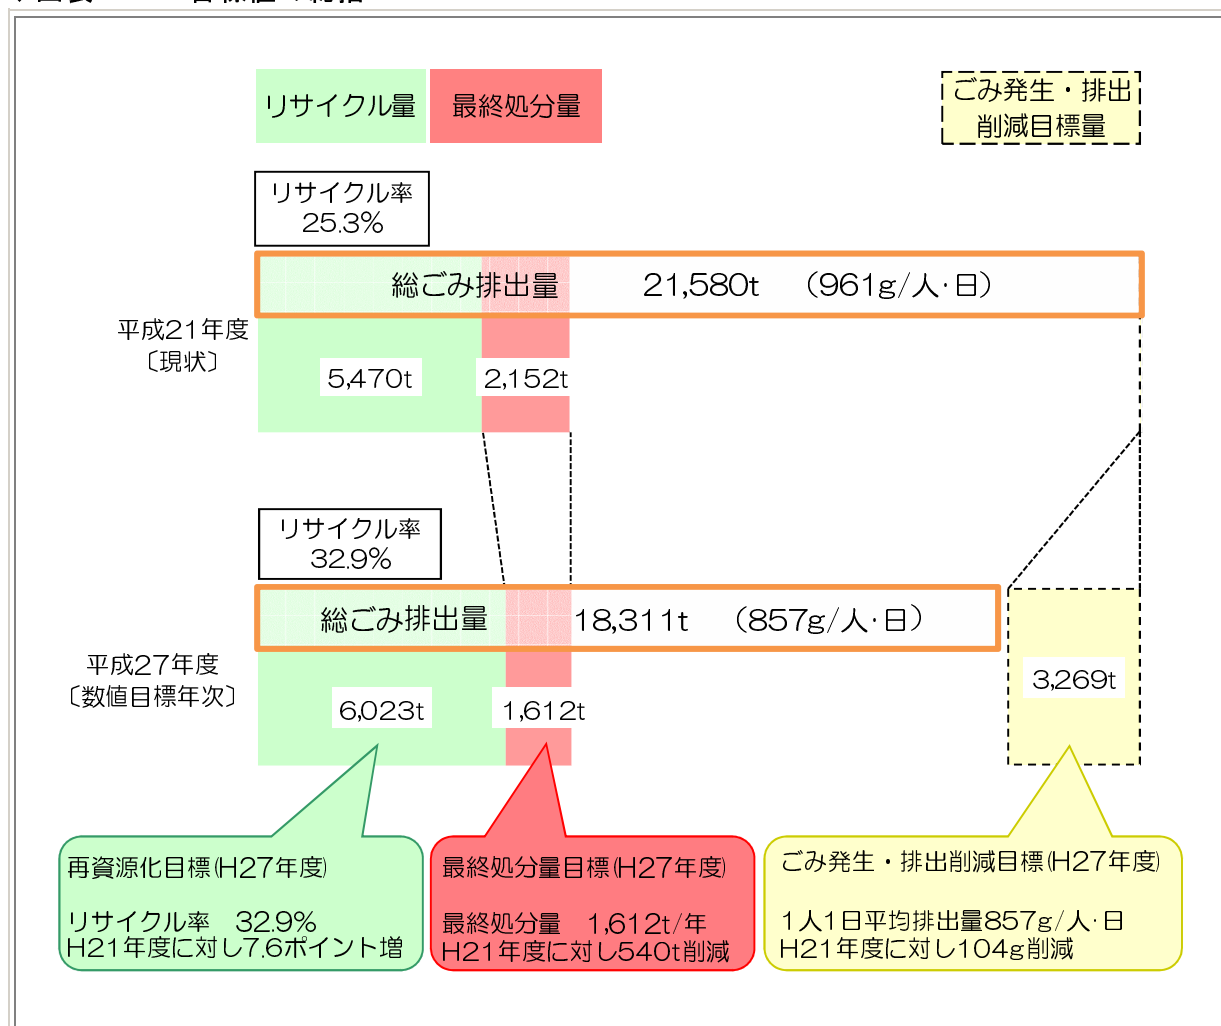 リサイクル量
最終処分量
ごみ発生・排出
削減目標量
リサイクル率
25.3%
総ごみ排出量 21,580t （961g/人・日）
平成21年度
〔現状〕
5,470t
2,152t
リサイクル率
32.9%
総ごみ排出量 18,311t （857g/人・日）
平成27年度
〔数値目標年次〕
6,023t
1,612t
3,269t
再資源化目標(H27年度)
リサイクル率 32.9%
H21年度に対し7.6ポイント増
最終処分量目標(H27年度)
最終処分量 1,612t/年
H21年度に対し540t削減
ごみ発生・排出削減目標(H27年度)
1人1日平均排出量857g/人・日
H21年度に対し104g削減